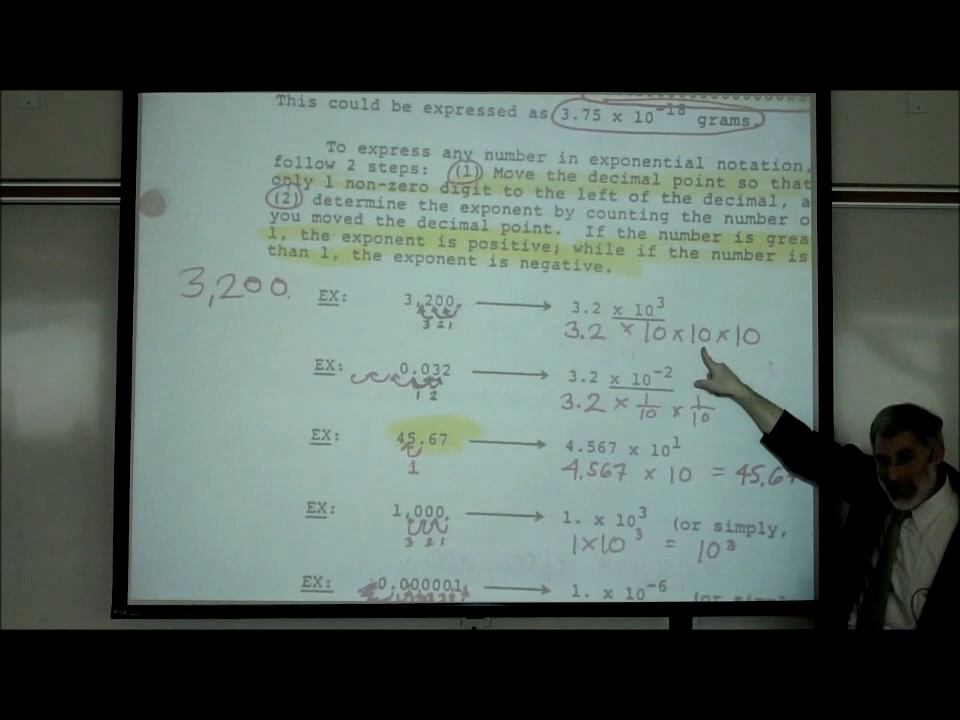 This could be expressed as 3.75 x 10⁻¹⁸ grams.
To express any number in exponential notation,
follow 2 steps: (1) Move the decimal point so that
only 1 non-zero digit to the left of the decimal, a
(2) determine the exponent by counting the number o
you moved the decimal point. If the number is grea
1, the exponent is positive; while if the number is
than 1, the exponent is negative.
3,200.
EX: 3,200. 3.2 x 10³
3 2 1 3.2 x 10 x 10 x 10
EX: 0.032 3.2 x 10⁻²
1 2 3.2 x 1/10 x 1/10
EX: 45.67 4.567 x 10¹
1 4.567 x 10 = 45.67
EX: 1,000. 1. x 10³ (or simply,
3 2 1 1x10³ = 10³
EX: 0.000001 1. x 10⁻⁶